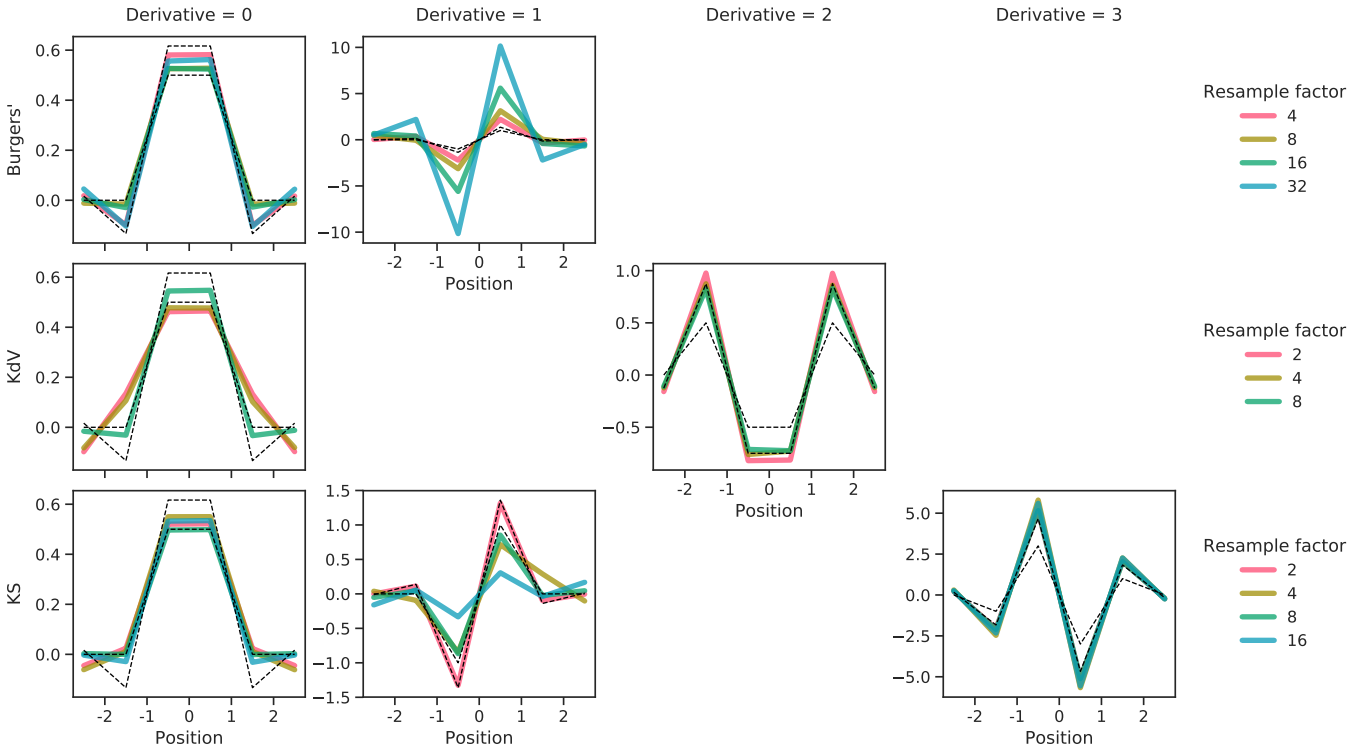 Derivative = 0
Derivative = 1
Derivative = 2
Derivative = 3
Burgers'
0.6
0.4
0.2
0.0
10
5
0
−5
−10
-2 -1 0 1 2
Position
Resample factor
4
8
16
32
KdV
0.6
0.4
0.2
0.0
1.0
0.5
0.0
−0.5
-2 -1 0 1 2
Position
Resample factor
2
4
8
KS
0.6
0.4
0.2
0.0
-2 -1 0 1 2
Position
1.5
1.0
0.5
0.0
−0.5
−1.0
−1.5
-2 -1 0 1 2
Position
5.0
2.5
0.0
−2.5
−5.0
-2 -1 0 1 2
Position
Resample factor
2
4
8
16